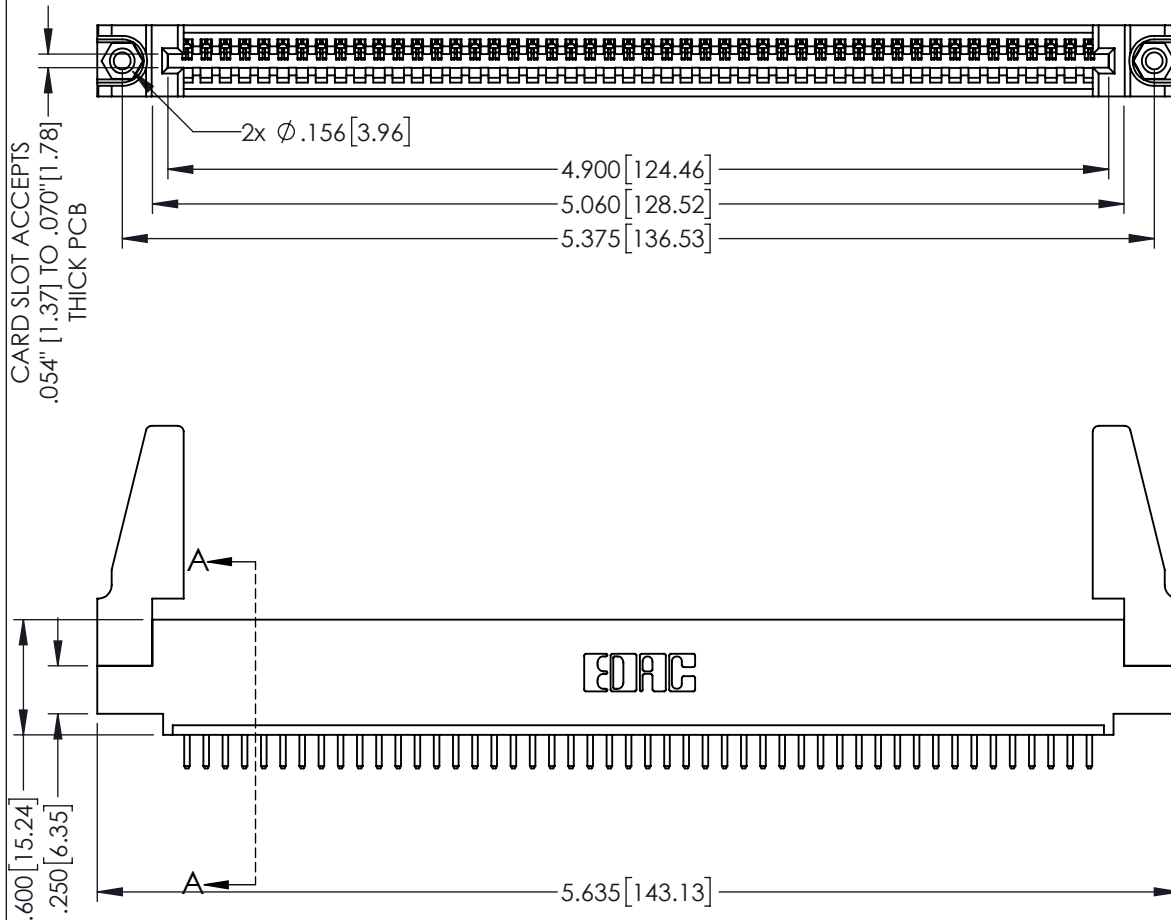 2x Ø.156[3.96]
4.900[124.46]
5.060[128.52]
5.375[136.53]
CARD SLOT ACCEPTS
.054" [1.37] TO .070"[1.78]
THICK PCB
A
EDAC
.600[15.24]
.250[6.35]
A
5.635[143.13]